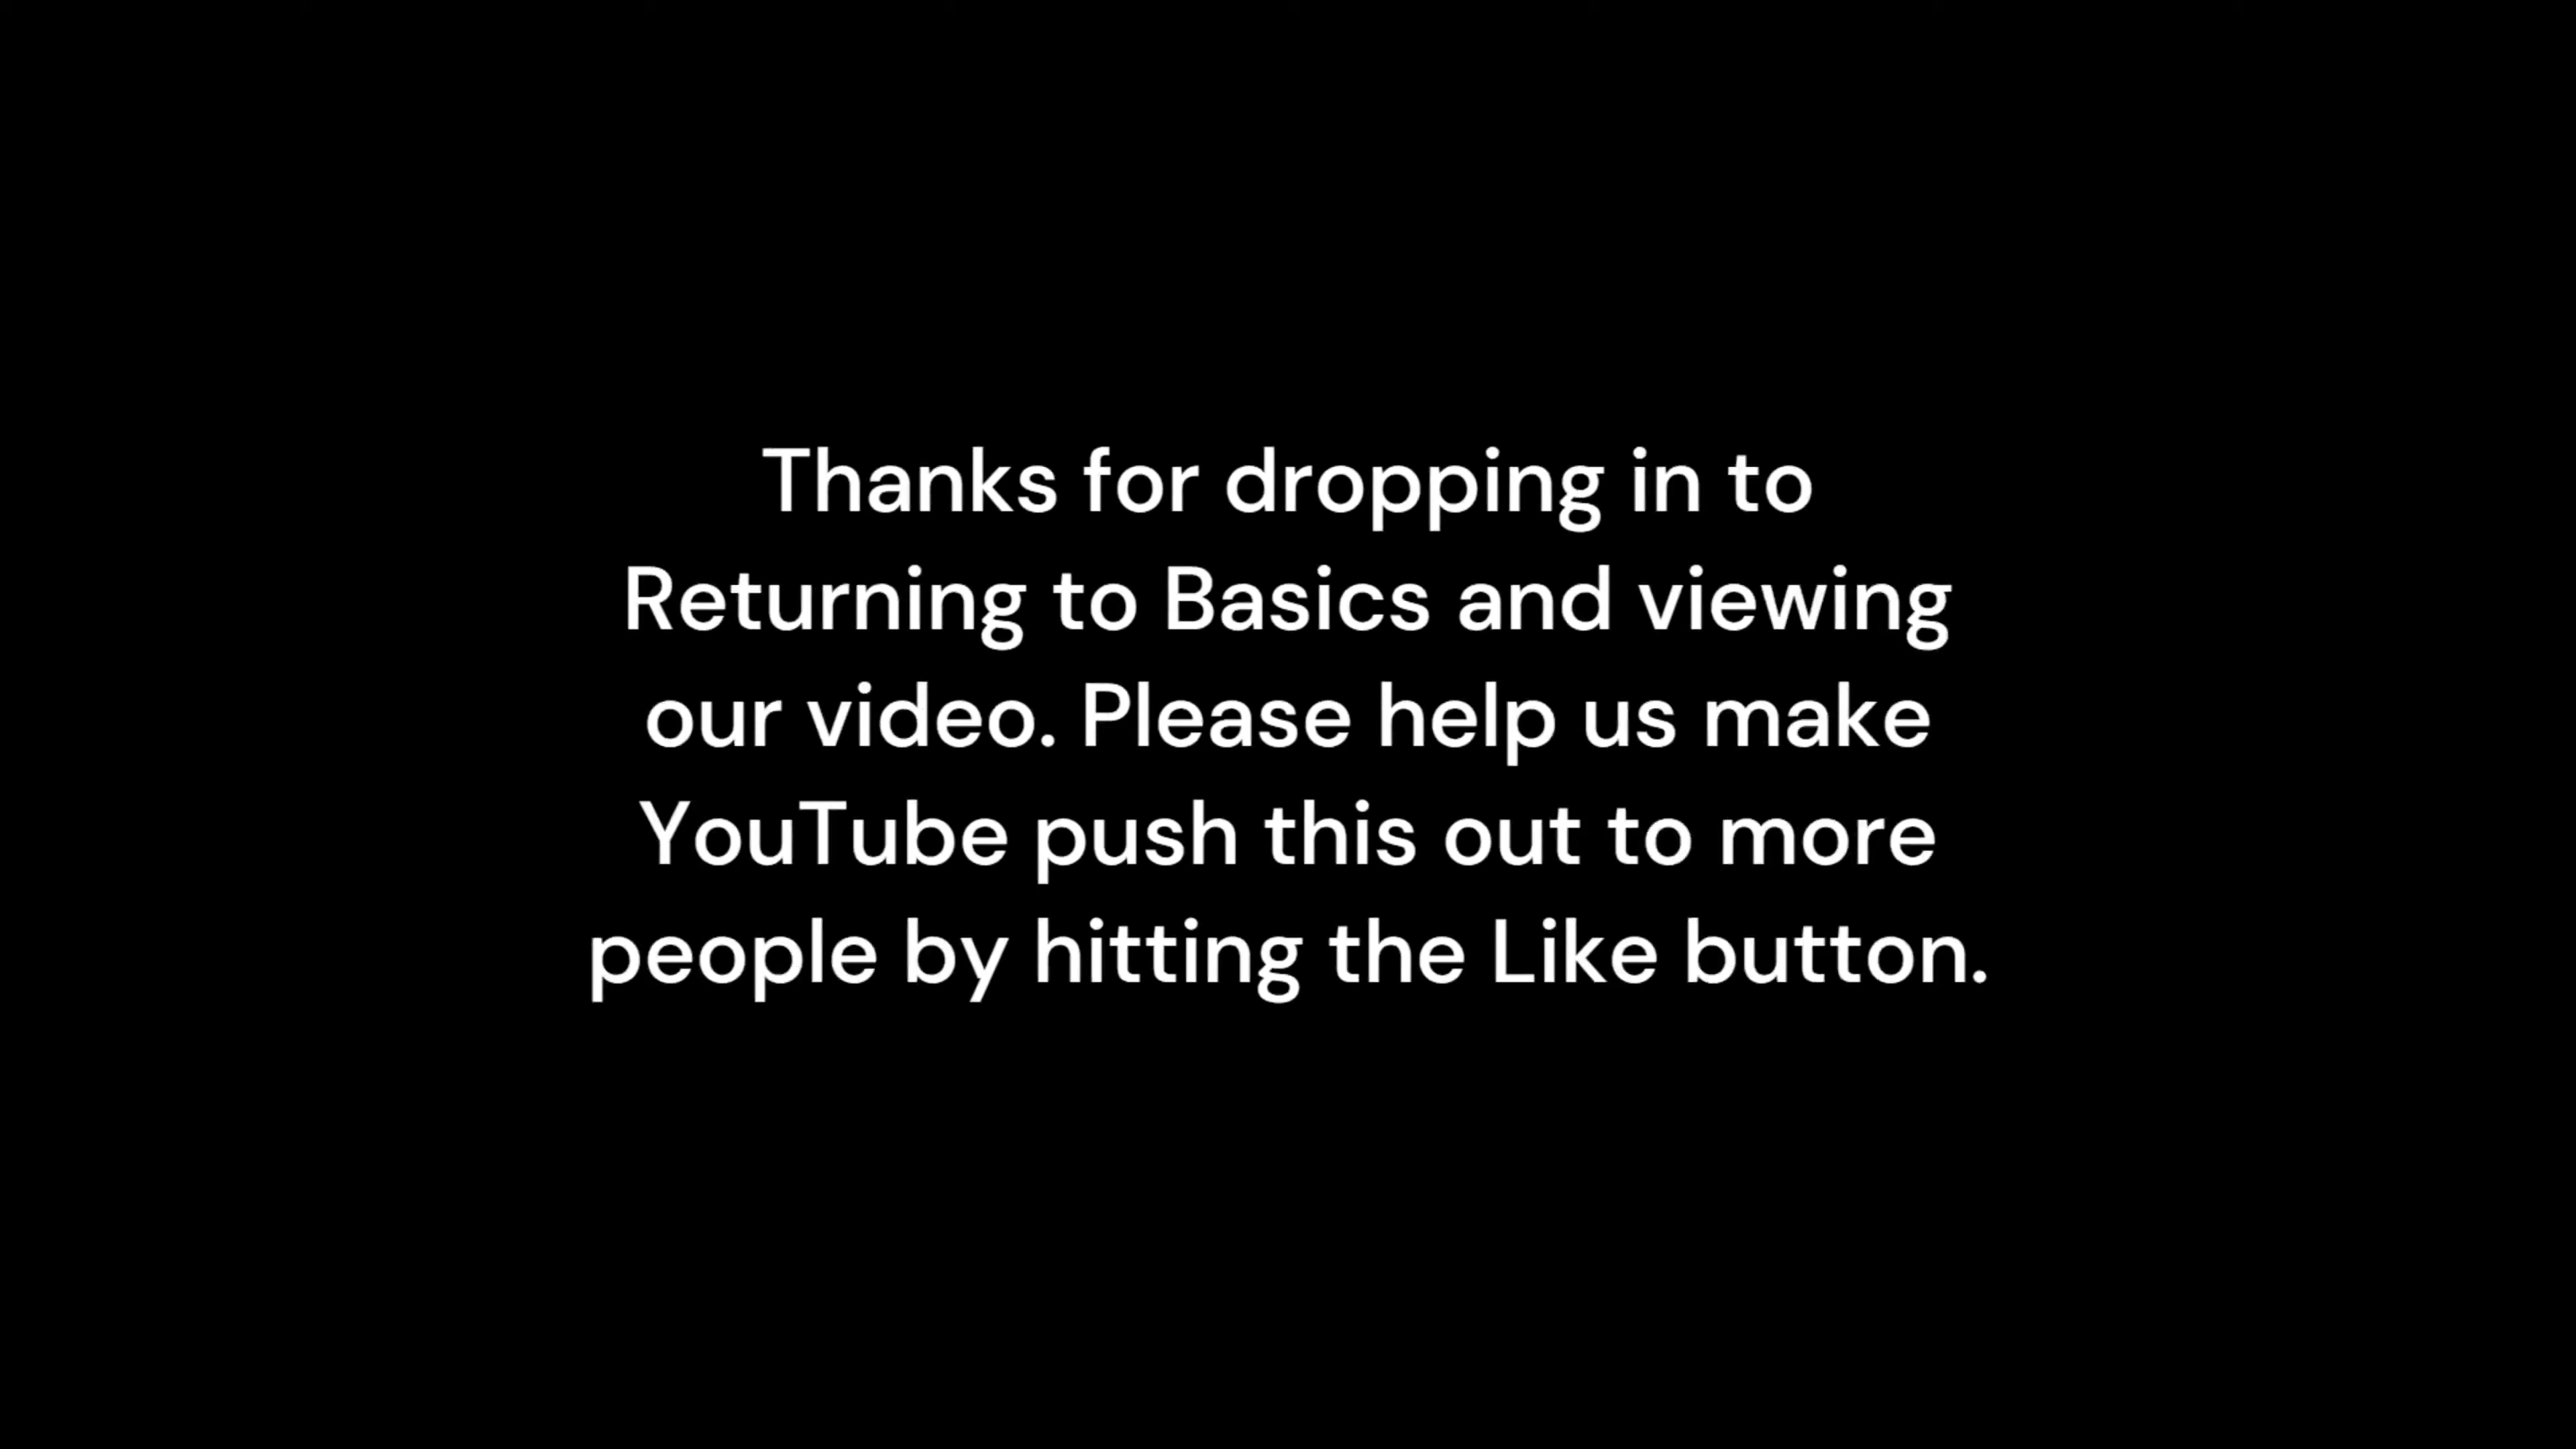 Thanks for dropping in to
Returning to Basics and viewing
our video. Please help us make
YouTube push this out to more
people by hitting the Like button.